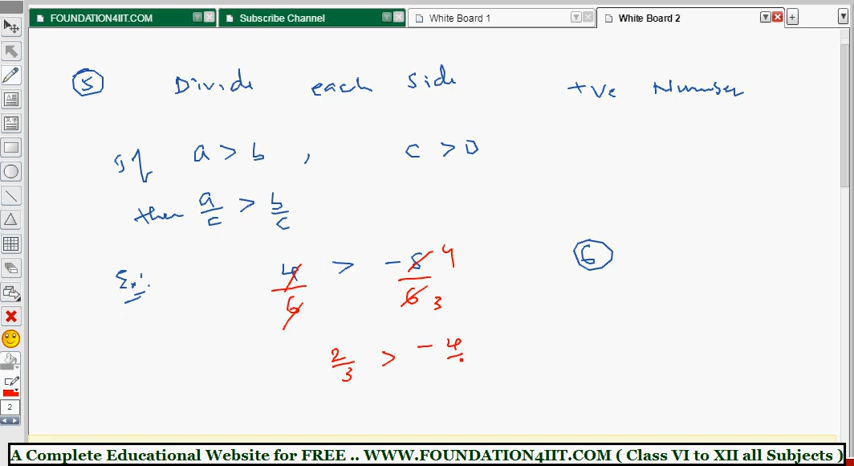 FOUNDATION4IIT.COM
Subscribe Channel
White Board 1
White Board 2
5 Divide each Side +ve Number
If a > b , c > 0
then a/c > b/c
Ex: 4/6 > -8/6 4 3
6
2/3 > - 4/
2
A Complete Educational Website for FREE .. WWW.FOUNDATION4IIT.COM ( Class VI to XII all Subjects )